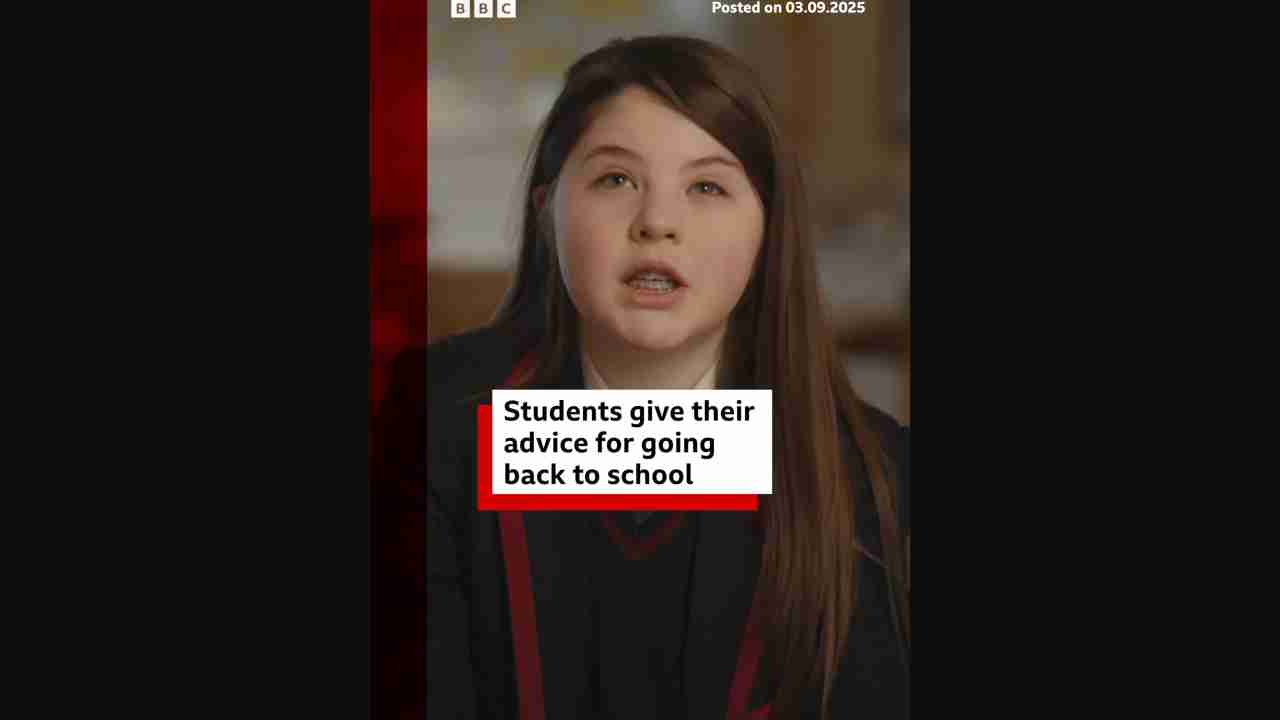 BBC
Posted on 03.09.2025
Students give their
advice for going
back to school